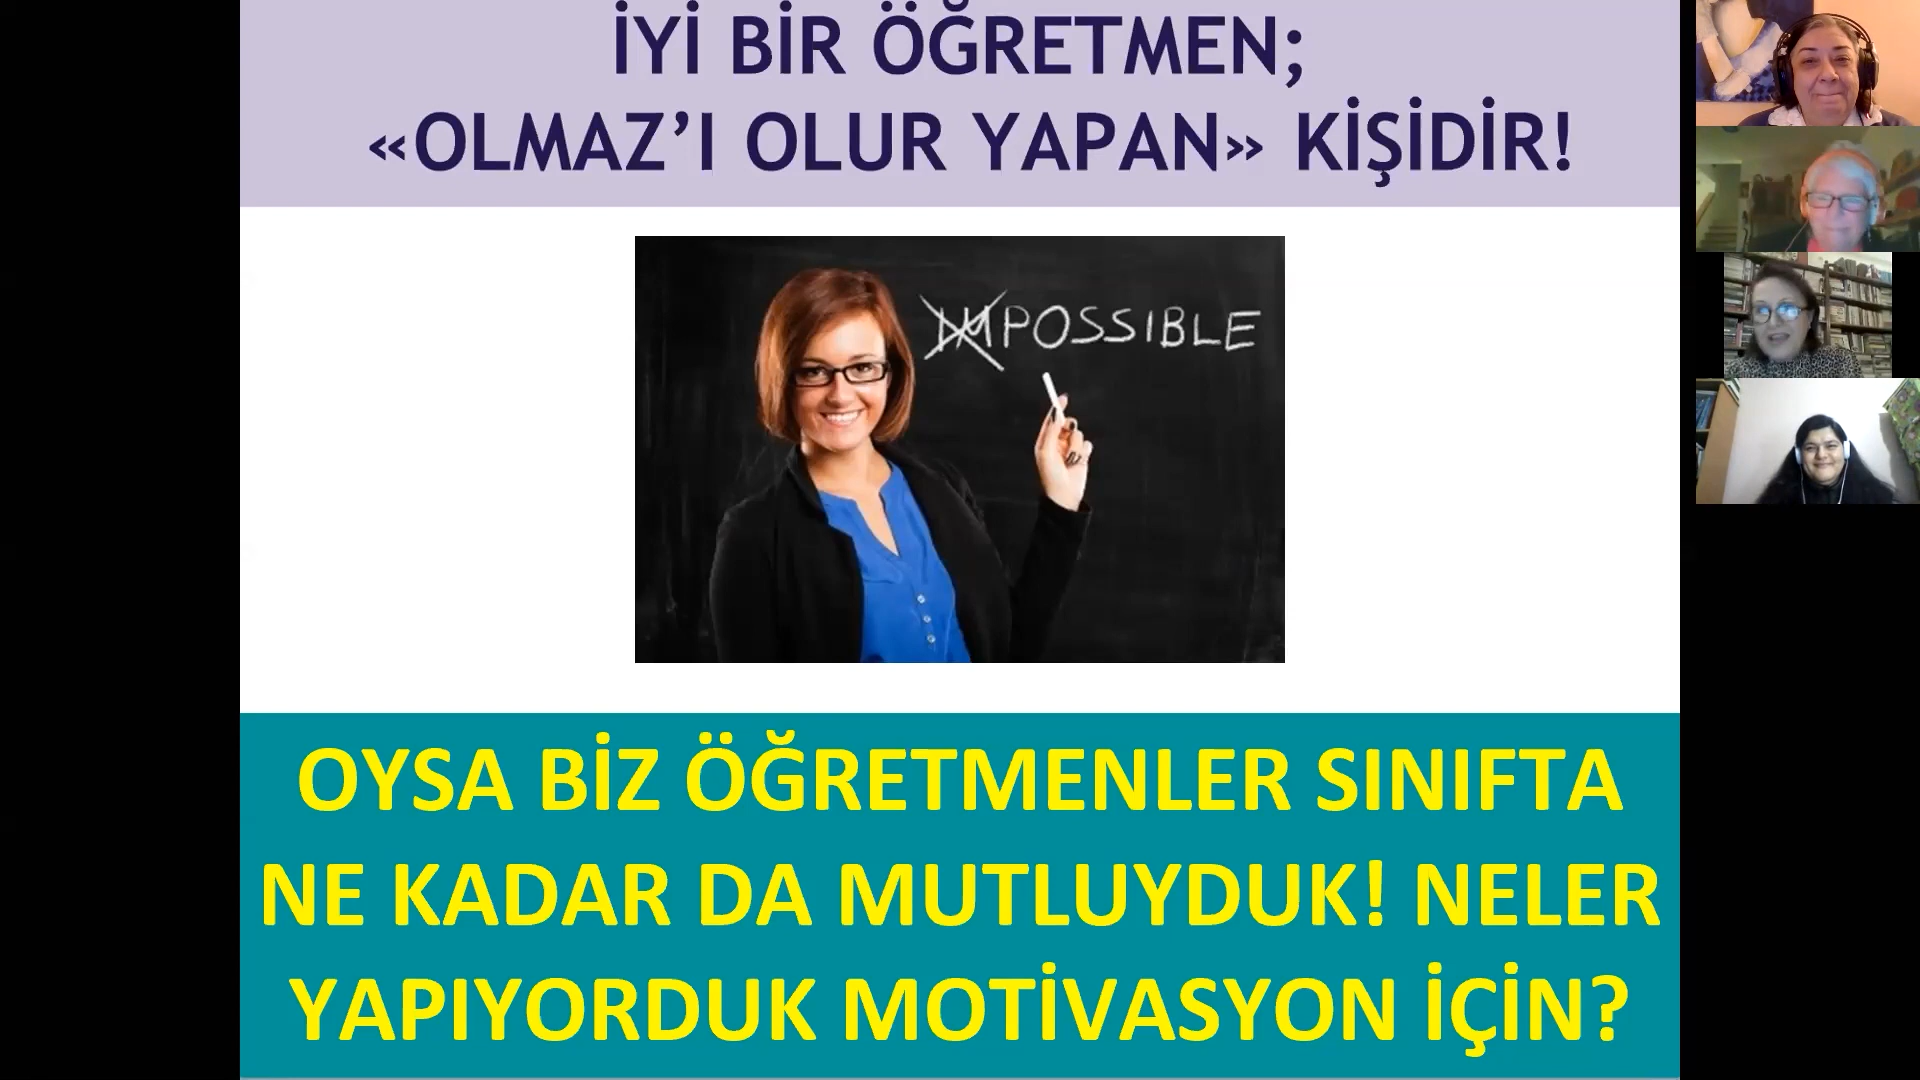 İYİ BİR ÖĞRETMEN;
«OLMAZ’I OLUR YAPAN» KİŞİDİR!
IMPOSSIBLE
OYSA BİZ ÖĞRETMENLER SINIFTA
NE KADAR DA MUTLUYDUK! NELER
YAPIYORDUK MOTİVASYON İÇİN?